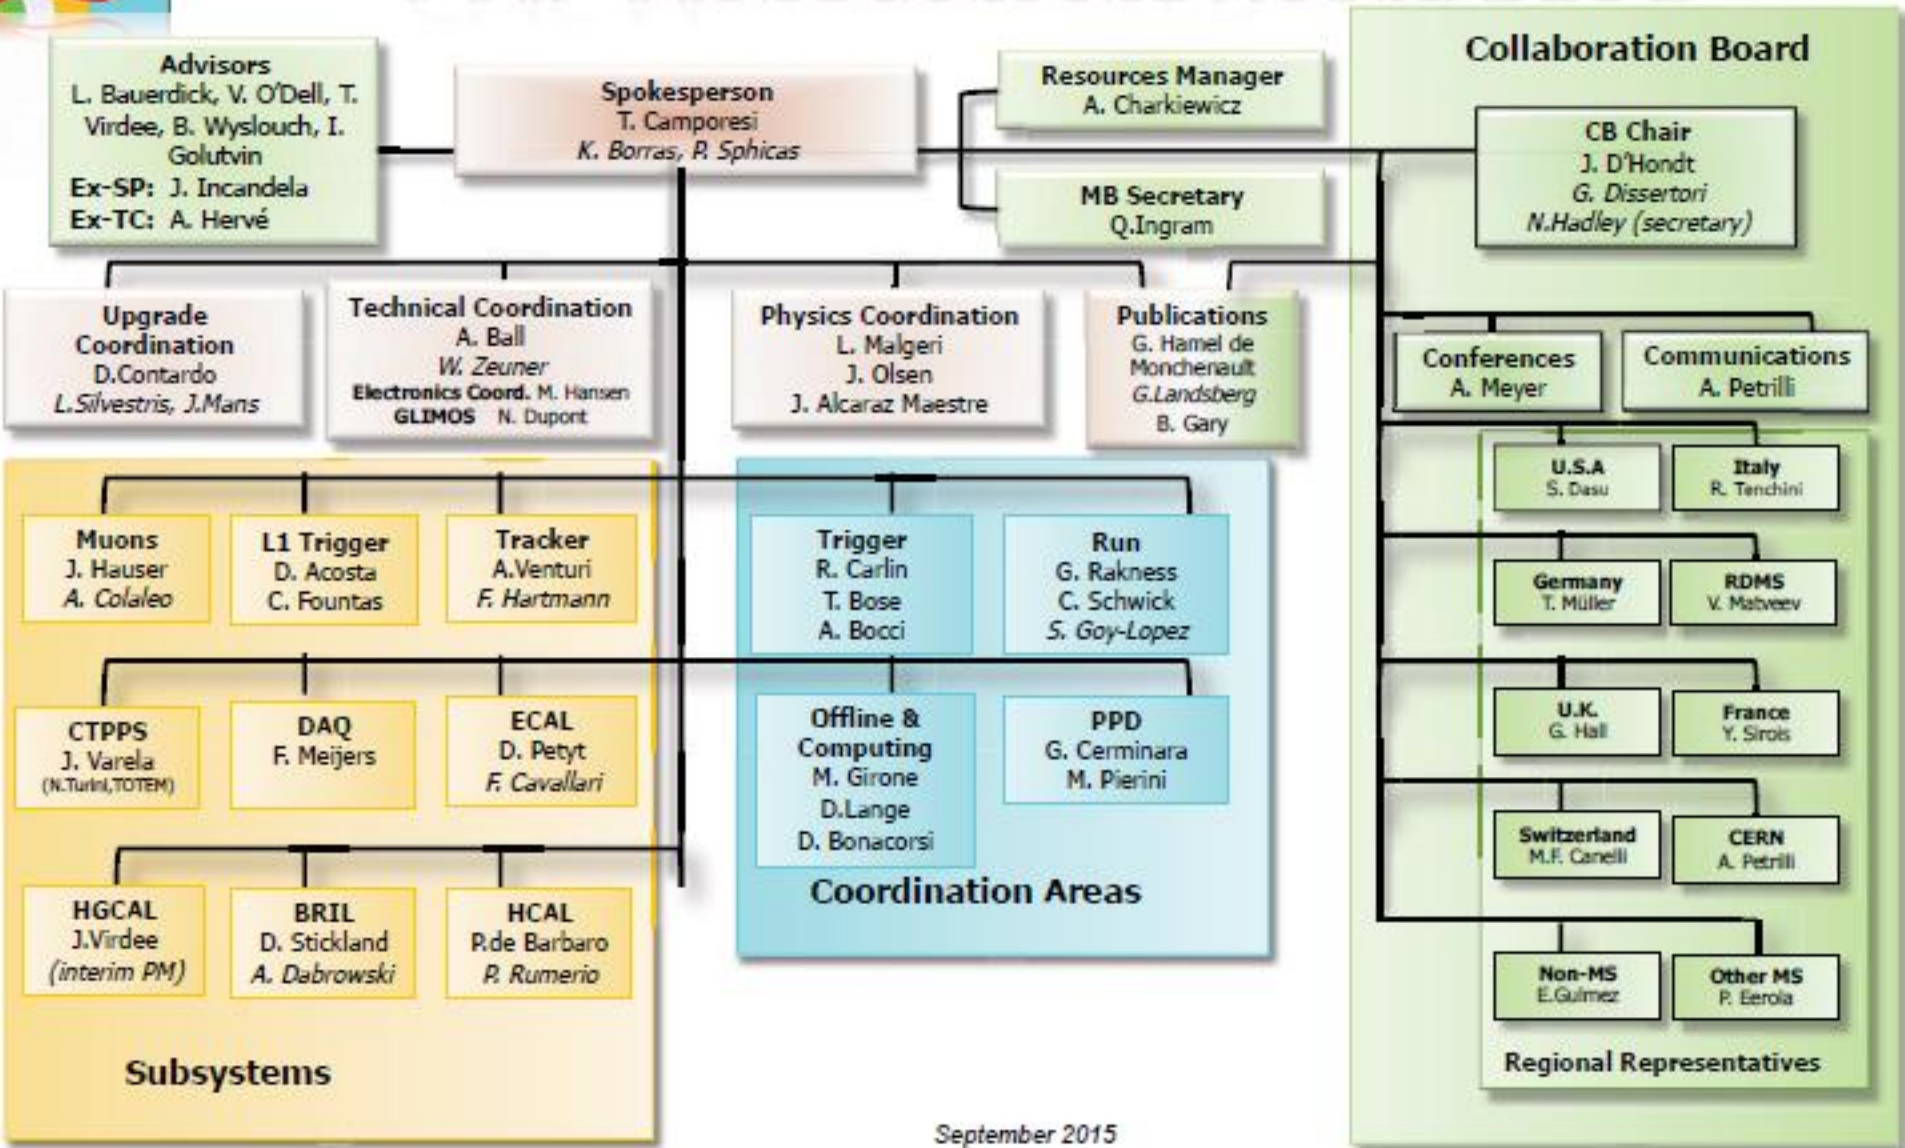 Advisors
L. Bauerdick, V. O'Dell, T.
Virdee, B. Wyslouch, I.
Golutvin
Ex-SP: J. Incandela
Ex-TC: A. Hervé
Spokesperson
T. Camporesi
K. Borras, P. Sphicas
Resources Manager
A. Charkiewicz
MB Secretary
Q.Ingram
Collaboration Board
CB Chair
J. D'Hondt
G. Dissertori
N.Hadley (secretary)
Upgrade
Coordination
D.Contardo
L.Silvestris, J.Mans
Technical Coordination
A. Ball
W. Zeuner
Electronics Coord. M. Hansen
GLIMOS N. Dupont
Physics Coordination
L. Malgeri
J. Olsen
J. Alcaraz Maestre
Publications
G. Hamel de
Monchenault
G.Landsberg
B. Gary
Conferences
A. Meyer
Communications
A. Petrilli
Muons
J. Hauser
A. Colaleo
L1 Trigger
D. Acosta
C. Fountas
Tracker
A.Venturi
F. Hartmann
Trigger
R. Carlin
T. Bose
A. Bocci
Run
G. Rakness
C. Schwick
S. Goy-Lopez
U.S.A
S. Dasu
Italy
R. Tenchini
Germany
T. Müller
RDMS
V. Matveev
CTPPS
J. Varela
(N.Turini,TOTEM)
DAQ
F. Meijers
ECAL
D. Petyt
F. Cavallari
Offline &
Computing
M. Girone
D.Lange
D. Bonacorsi
PPD
G. Cerminara
M. Pierini
U.K.
G. Hall
France
Y. Sirois
Switzerland
M.F. Canelli
CERN
A. Petrilli
Coordination Areas
HGCAL
J.Virdee
(interim PM)
BRIL
D. Stickland
A. Dabrowski
HCAL
P.de Barbaro
P. Rumerio
Non-MS
E.Gulmez
Other MS
P. Eerola
Subsystems
Regional Representatives
September 2015